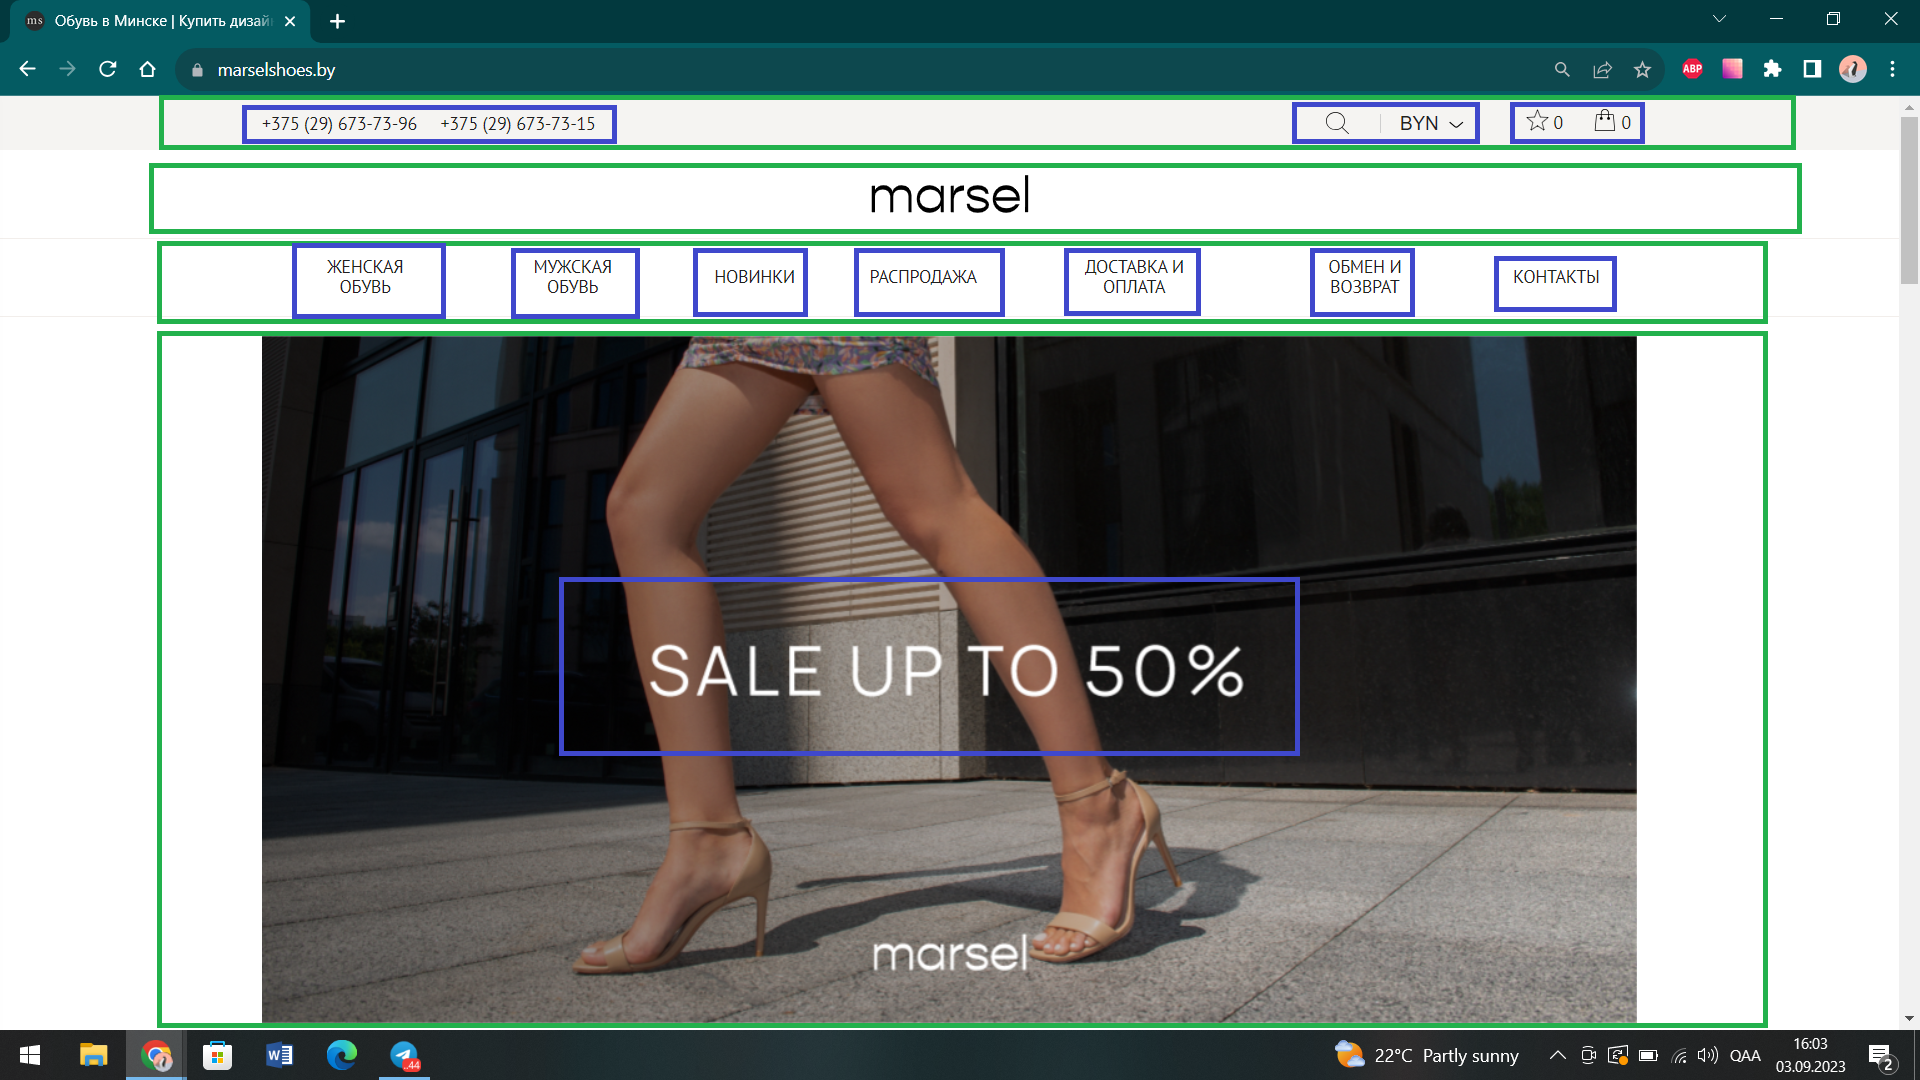 ms Обувь в Минске | Купить дизай
marselshoes.by
ABP
+375 (29) 673-73-96 +375 (29) 673-73-15 BYN 0 0
marsel
ЖЕНСКАЯ ОБУВЬ
МУЖСКАЯ ОБУВЬ
НОВИНКИ
РАСПРОДАЖА
ДОСТАВКА И ОПЛАТА
ОБМЕН И ВОЗВРАТ
КОНТАКТЫ
SALE UP TO 50%
marsel
W
..44
22°C Partly sunny
QAA
16:03
03.09.2023
2